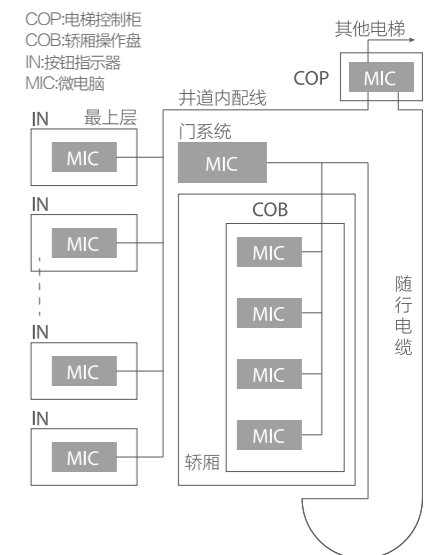 COP:电梯控制柜
COB:轿厢操作盘
IN:按钮指示器
MIC:微电脑
其他电梯
COP
MIC
井道内配线
IN
最上层
MIC
门系统
MIC
IN
MIC
COB
MIC
MIC
MIC
MIC
轿厢
随行电缆
IN
MIC
IN
MIC